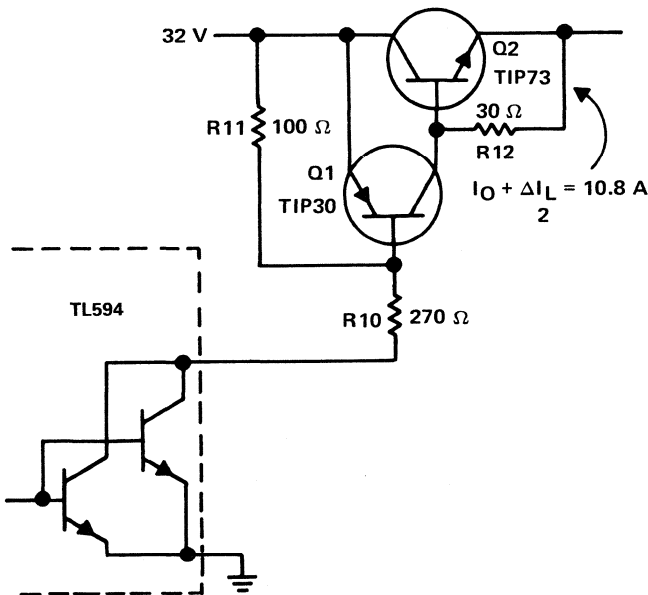 32 V
Q2
TIP73
30 Ω
R12
R11 100 Ω
Q1
TIP30
I_O + ΔI_L = 10.8 A
2
TL594
R10 270 Ω